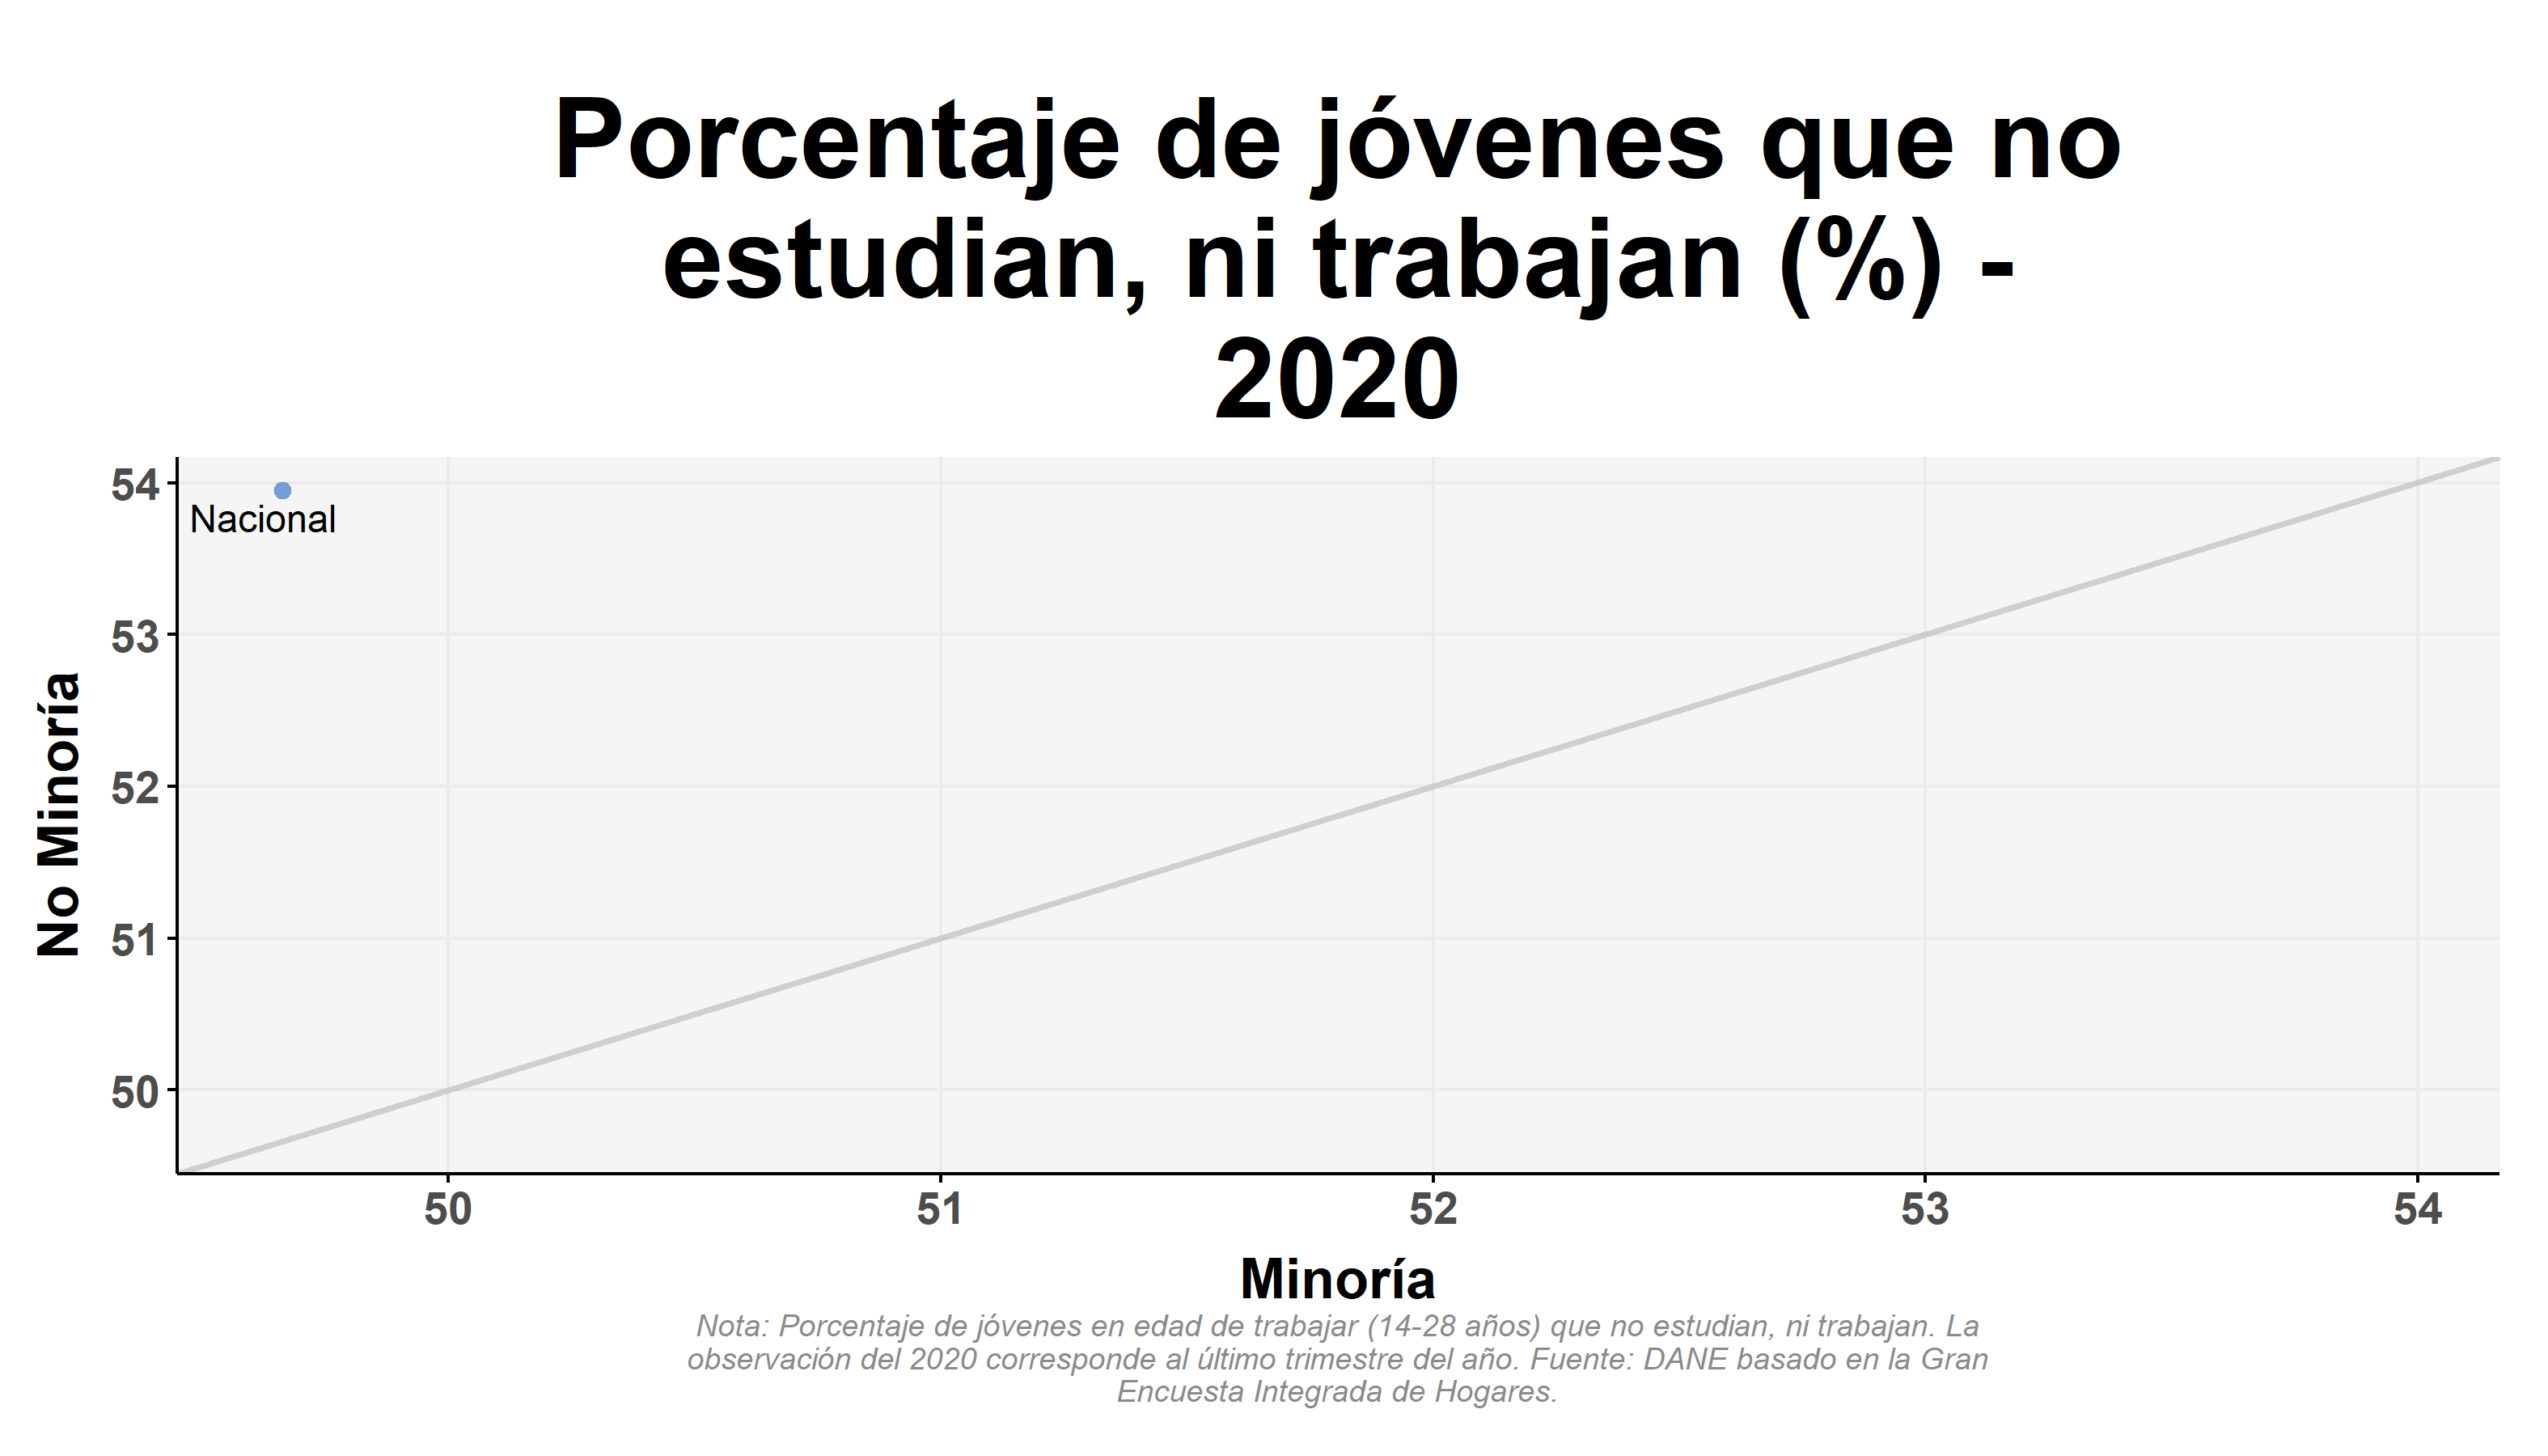 Porcentaje de jóvenes que no
estudian, ni trabajan (%) -
2020
54
Nacional
53
52
51
50
No Minoría
50 51 52 53 54
Minoría
Nota: Porcentaje de jóvenes en edad de trabajar (14-28 años) que no estudian, ni trabajan. La
observación del 2020 corresponde al último trimestre del año. Fuente: DANE basado en la Gran
Encuesta Integrada de Hogares.